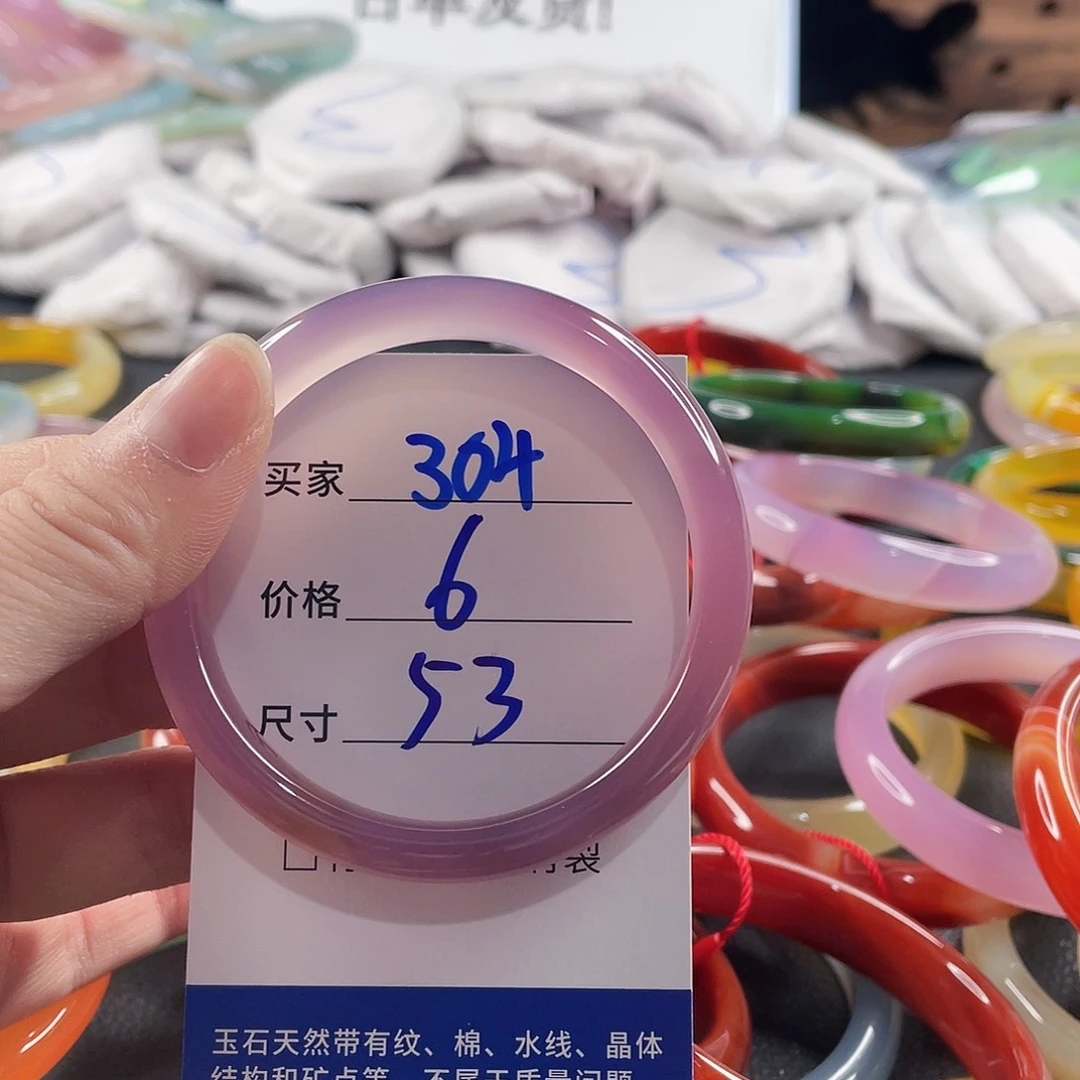 买家 304
价格 6
尺寸 53
玉石天然带有纹、棉、水线、晶体